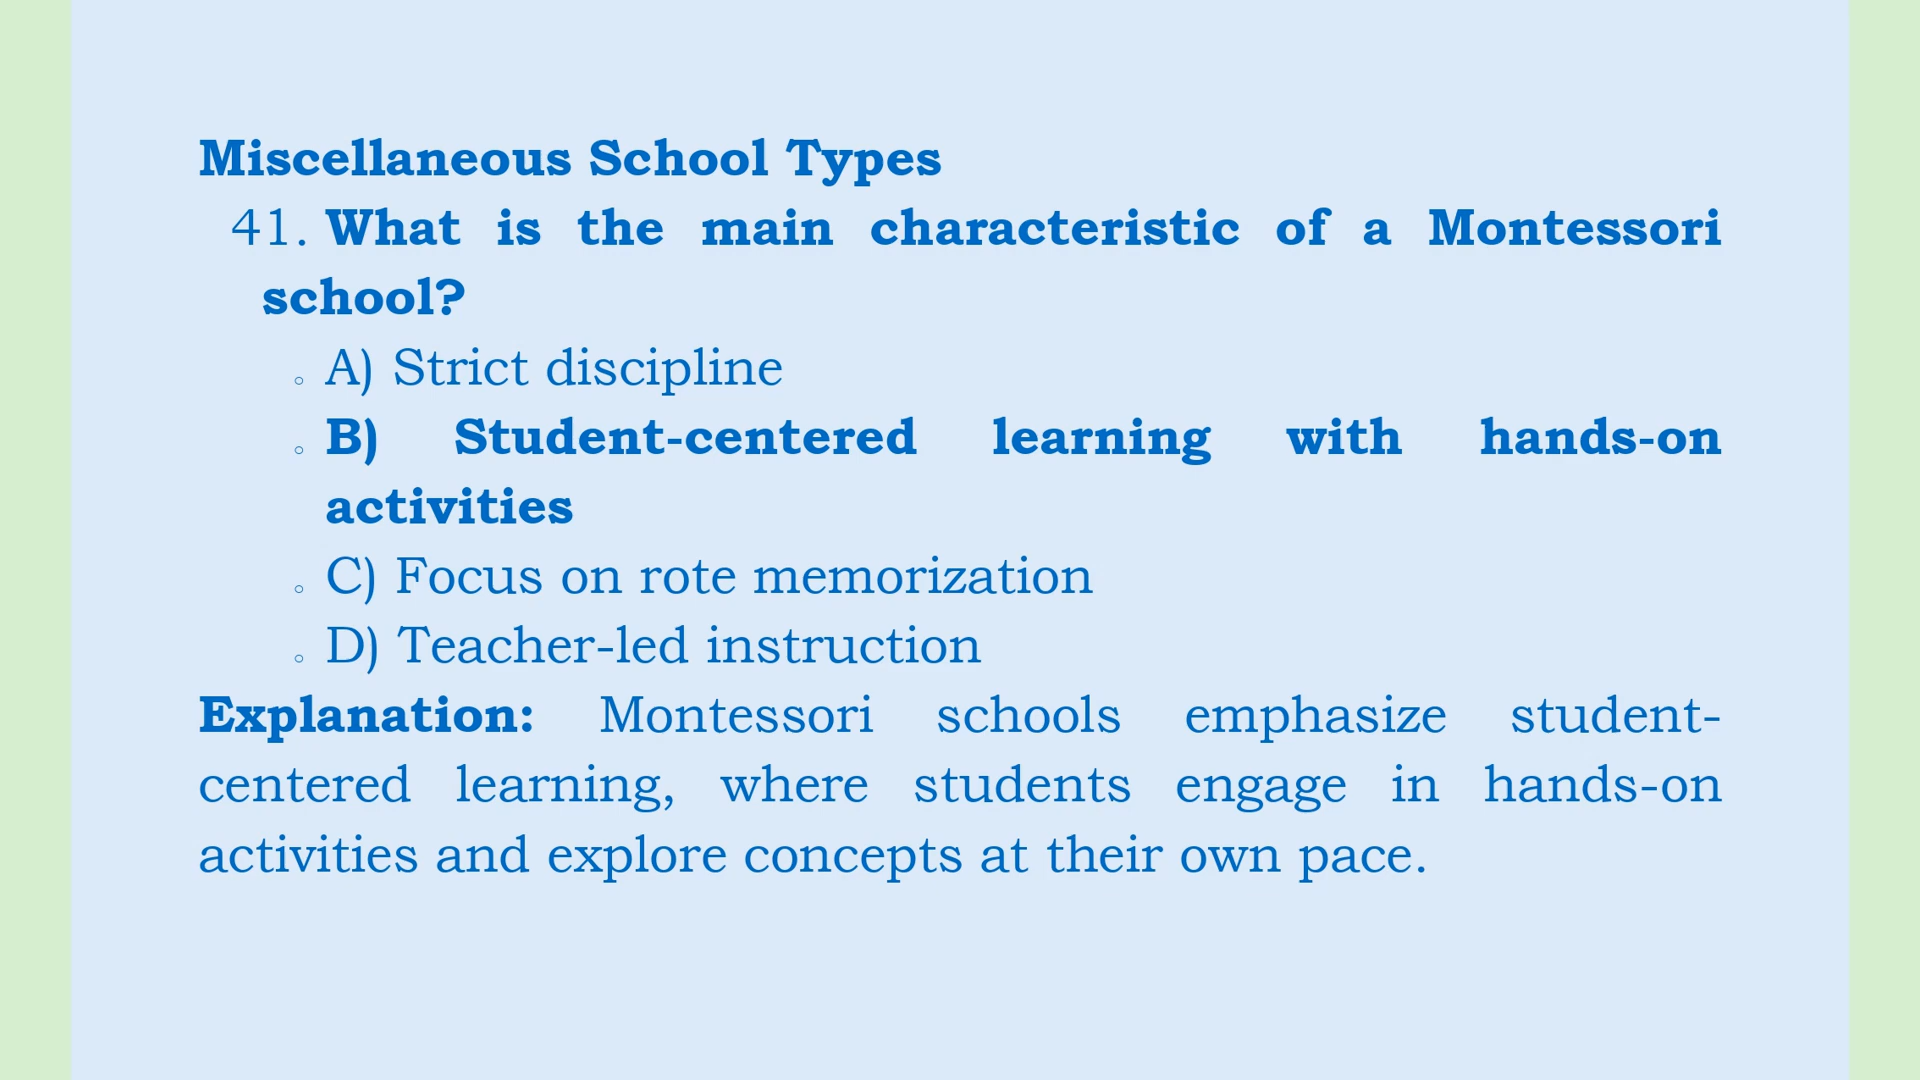 Miscellaneous School Types
41. What is the main characteristic of a Montessori
school?
○ A) Strict discipline
○ B) Student-centered learning with hands-on
activities
○ C) Focus on rote memorization
○ D) Teacher-led instruction
Explanation: Montessori schools emphasize student-
centered learning, where students engage in hands-on
activities and explore concepts at their own pace.